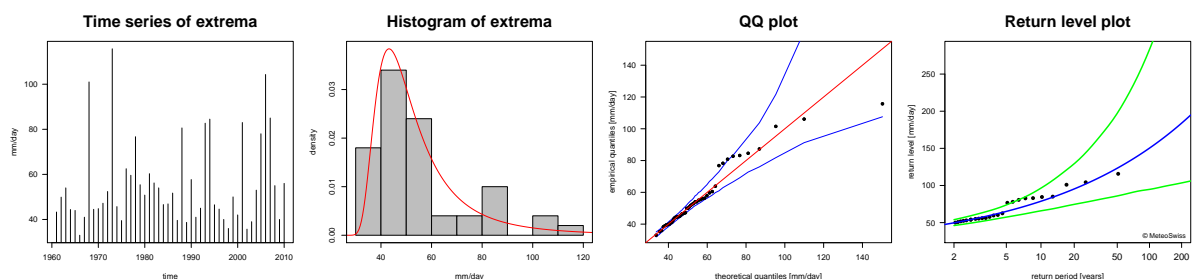 Time series of extrema
mm/day
100
80
60
40
1960 1970 1980 1990 2000 2010
time
Histogram of extrema
density
0.03
0.02
0.01
0.00
40 60 80 100 120
mm/day
QQ plot
empirical quantiles [mm/day]
140
120
100
80
60
40
40 60 80 100 120 140
theoretical quantiles [mm/day]
Return level plot
return level [mm/day]
250
200
150
100
50
2 5 10 20 50 100 200
© MeteoSwiss
return period [years]